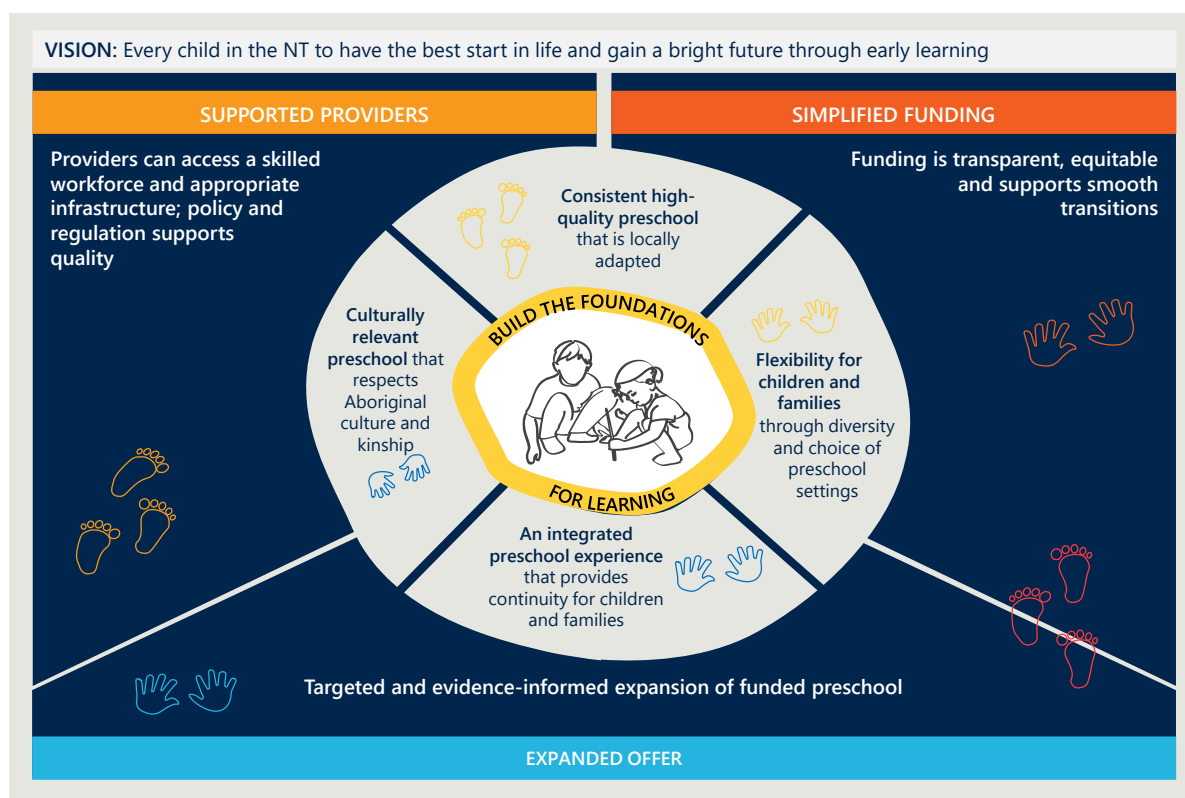 VISION: Every child in the NT to have the best start in life and gain a bright future through early learning
SUPPORTED PROVIDERS
Providers can access a skilled
workforce and appropriate
infrastructure; policy and
regulation supports
quality
SIMPLIFIED FUNDING
Funding is transparent, equitable
and supports smooth
transitions
Consistent high-
quality preschool
that is locally
adapted
Culturally
relevant
preschool that
respects
Aboriginal
culture and
kinship
BUILD THE FOUNDATIONS
FOR LEARNING
Flexibility for
children and
families
through diversity
and choice of
preschool
settings
An integrated
preschool experience
that provides
continuity for children
and families
Targeted and evidence-informed expansion of funded preschool
EXPANDED OFFER